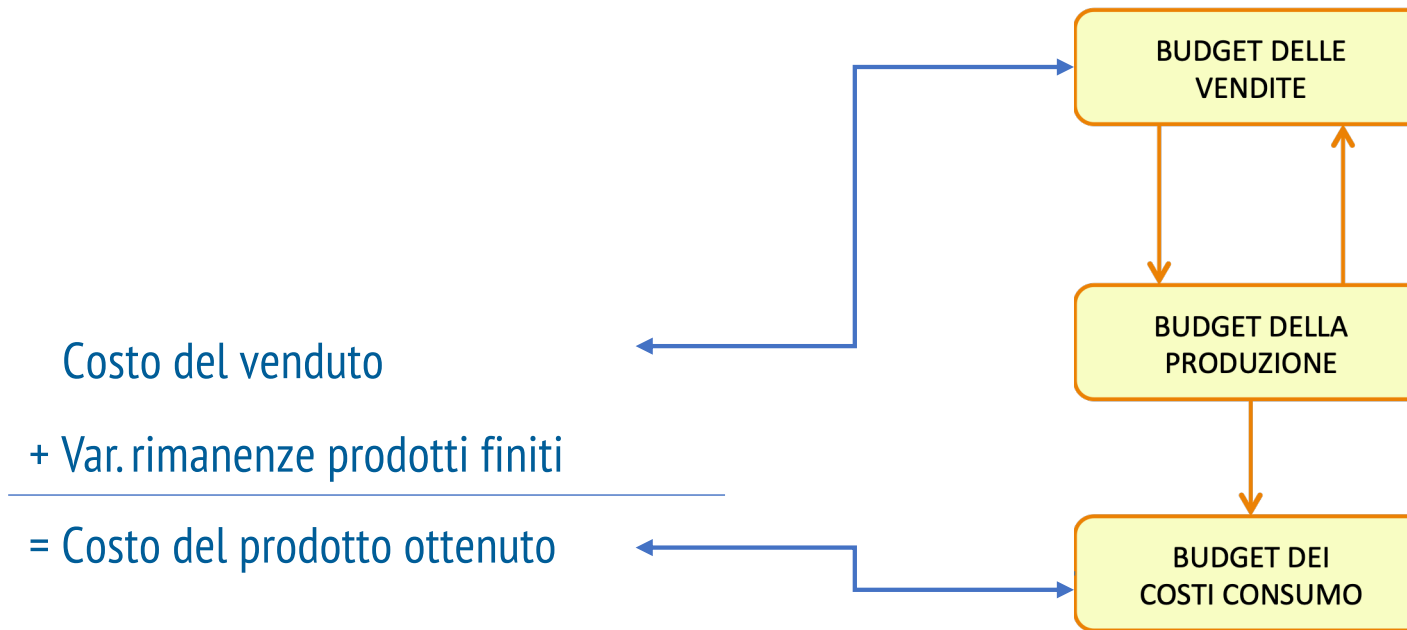 BUDGET DELLE
VENDITE
BUDGET DELLA
PRODUZIONE
Costo del venduto
+ Var. rimanenze prodotti finiti
= Costo del prodotto ottenuto
BUDGET DEI
COSTI CONSUMO